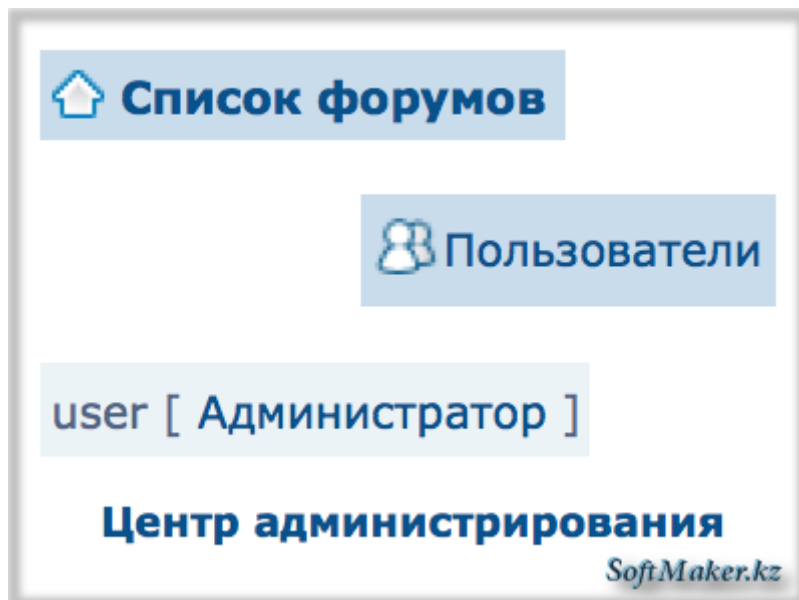 Список форумов
Пользователи
user [ Администратор ]
Центр администрирования
SoftMaker.kz